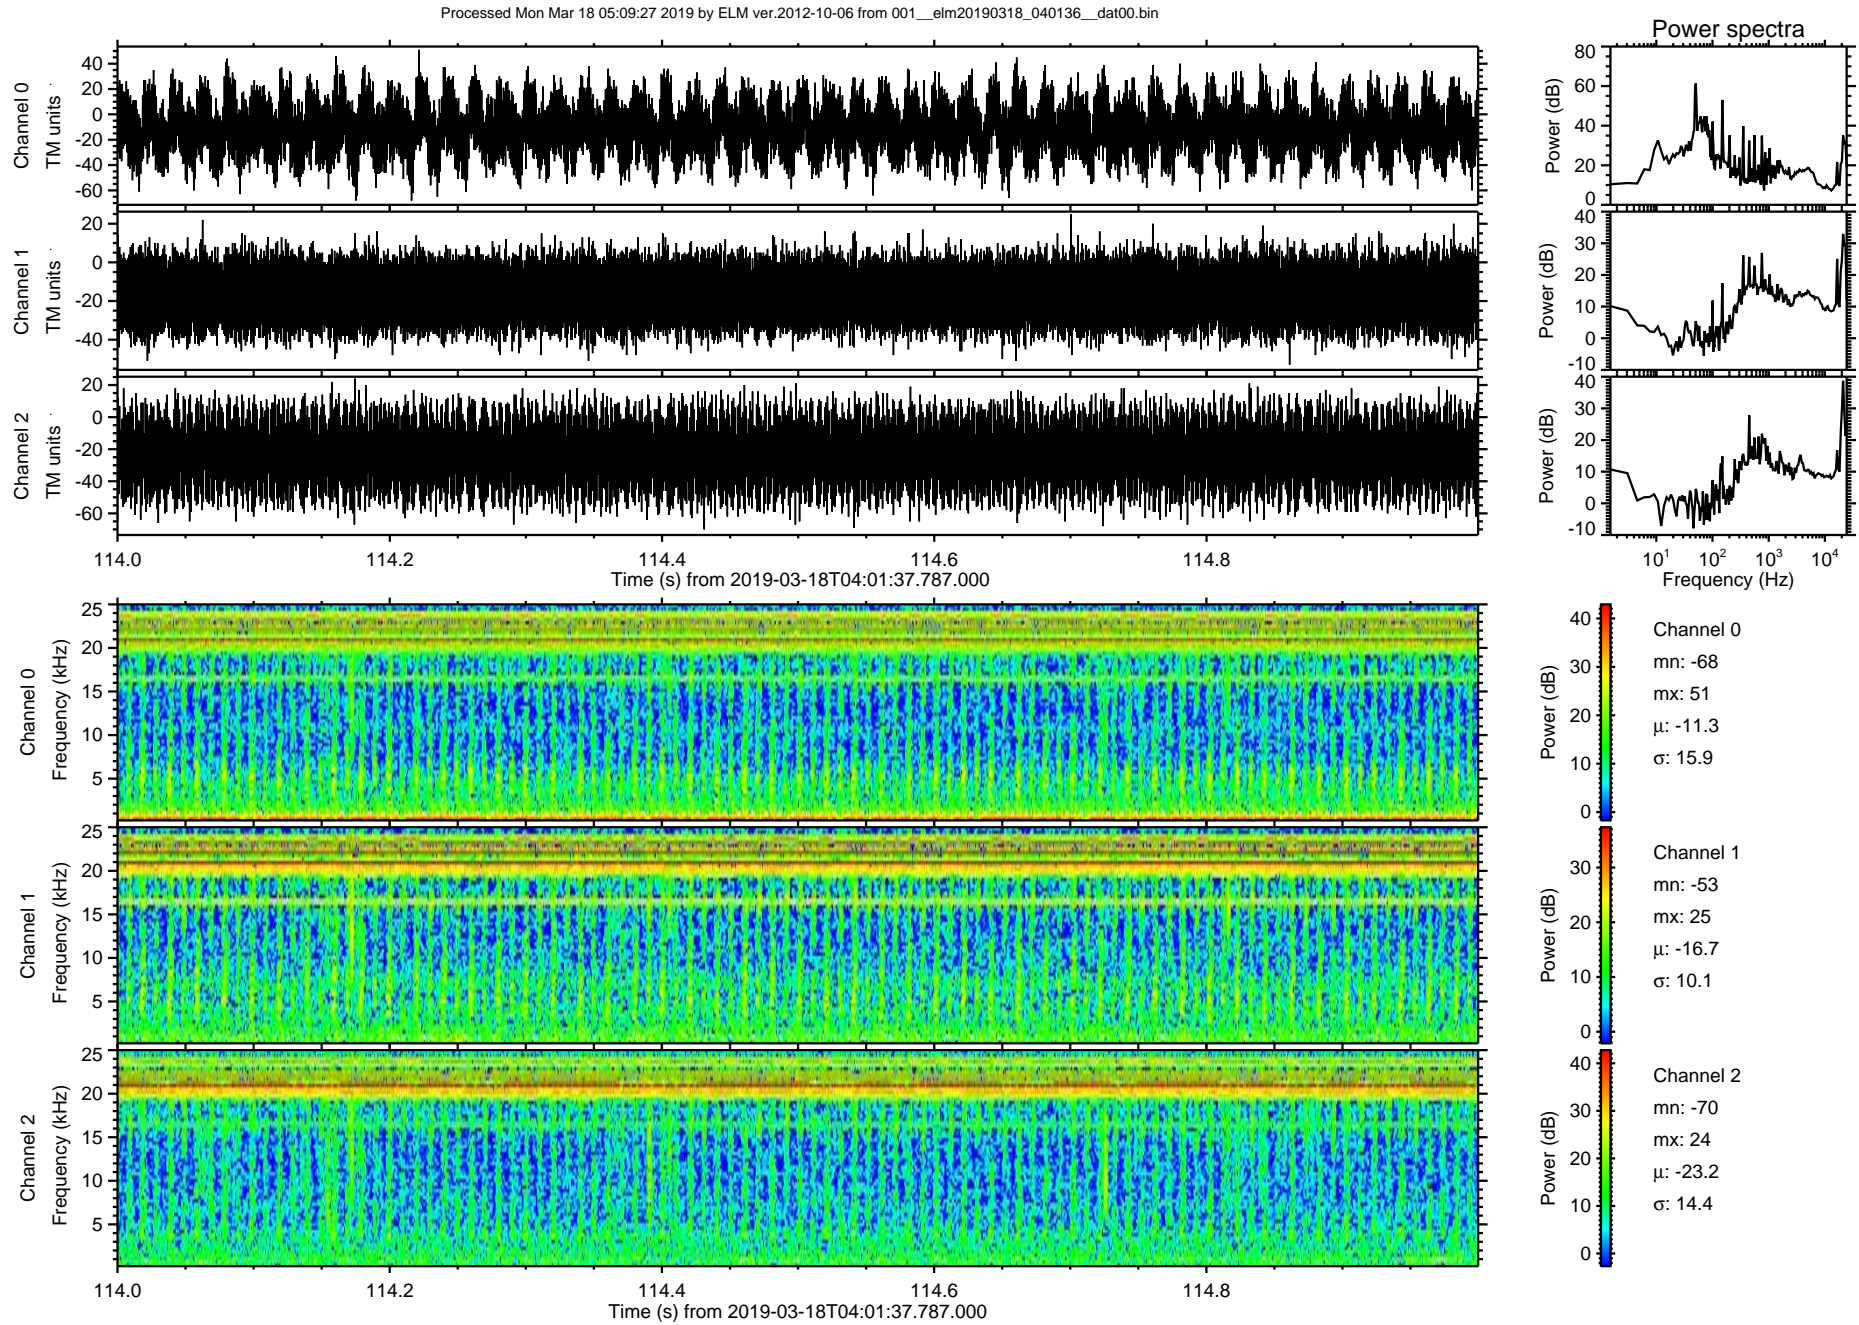 Processed Mon Mar 18 05:09:27 2019 by ELM ver.2012-10-06 from 001__elm20190318_040136__dat00.bin
Power spectra
Channel 0
TM units
40
20
0
-20
-40
-60
Power (dB)
80
60
40
20
0
Channel 1
TM units
20
0
-20
-40
Power (dB)
40
30
20
10
0
-10
Channel 2
TM units
20
0
-20
-40
-60
Power (dB)
40
30
20
10
0
-10
114.0 114.2 114.4 114.6 114.8
Time (s) from 2019-03-18T04:01:37.787.000
10¹ 10² 10³ 10⁴
Frequency (Hz)
Channel 0
Frequency (kHz)
25
20
15
10
5
Power (dB)
40
30
20
10
0
Channel 0
mn: -68
mx: 51
µ: -11.3
σ: 15.9
Channel 1
Frequency (kHz)
25
20
15
10
5
Power (dB)
30
20
10
0
Channel 1
mn: -53
mx: 25
µ: -16.7
σ: 10.1
Channel 2
Frequency (kHz)
25
20
15
10
5
Power (dB)
40
30
20
10
0
Channel 2
mn: -70
mx: 24
µ: -23.2
σ: 14.4
114.0 114.2 114.4 114.6 114.8
Time (s) from 2019-03-18T04:01:37.787.000